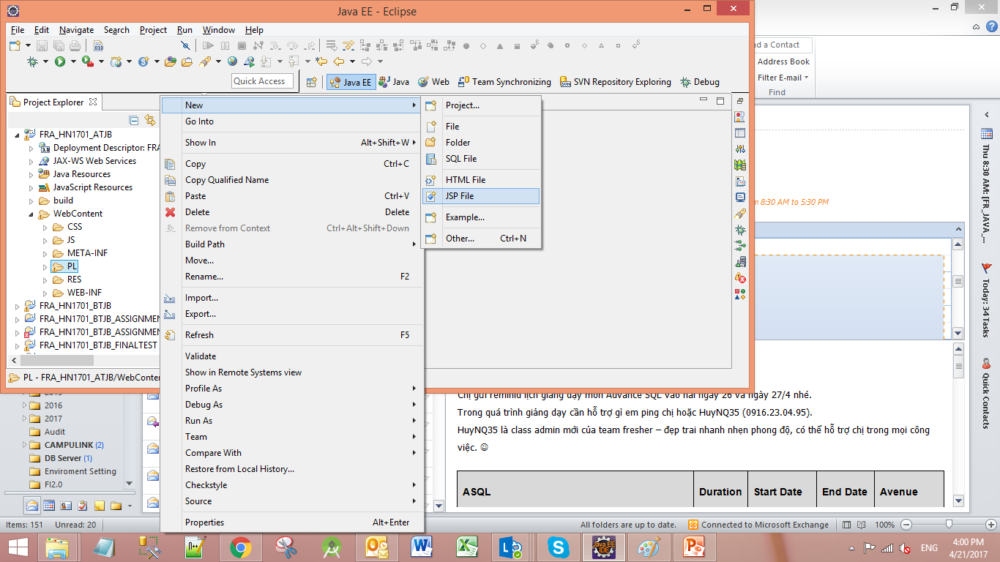 Java EE - Eclipse
File Edit Navigate Search Project Run Window Help
Quick Access
Java EE Java Web Team Synchronizing SVN Repository Exploring Debug
Project Explorer
FRA_HN1701_ATJB
3.0 Deployment Descriptor: FRA
JAX-WS Web Services
Java Resources
JavaScript Resources
build
WebContent
CSS
JS
META-INF
PL
RES
WEB-INF
FRA_HN1701_BTJB
FRA_HN1701_BTJB_ASSIGNMEN
FRA_HN1701_BTJB_ASSIGNMEN
FRA_HN1701_BTJB_FINALTEST
PL - FRA_HN1701_ATJB/WebConter
New
Go Into
Show In Alt+Shift+W
Copy Ctrl+C
Copy Qualified Name
Paste Ctrl+V
Delete Delete
Remove from Context Ctrl+Alt+Shift+Down
Build Path
Move...
Rename... F2
Import...
Export...
Refresh F5
Validate
Show in Remote Systems view
Profile As
Debug As
Run As
Team
Compare With
Restore from Local History...
Checkstyle
Source
Properties Alt+Enter
Project...
File
Folder
SQL File
HTML File
JSP File
Example...
Other... Ctrl+N
d a Contact
Address Book
Filter E-mail
Find
8:30 AM to 5:30 PM
Thu 8:30 AM: [FR_JAVA_...
Today: 34 Tasks
Quick Contacts
2016
2017
Audit
CAMPULINK (2)
DB Server (1)
Enviroment Setting
FI2.0
Chị gửi remind lịch giảng dạy môn Advance SQL vào hai ngày 26 và ngày 27/4 nhé.
Trong quá trình giảng dạy cần hỗ trợ gì em ping chị hoặc HuyNQ35 (0916.23.04.95).
HuyNQ35 là class admin mới của team fresher – đẹp trai nhanh nhẹn phong độ, có thể hỗ trợ chị trong mọi công
việc. ☺
ASQL Duration Start Date End Date Avenue
Items: 151 Unread: 20 All folders are up to date. Connected to Microsoft Exchange 100%
ENG
4:00 PM
4/21/2017